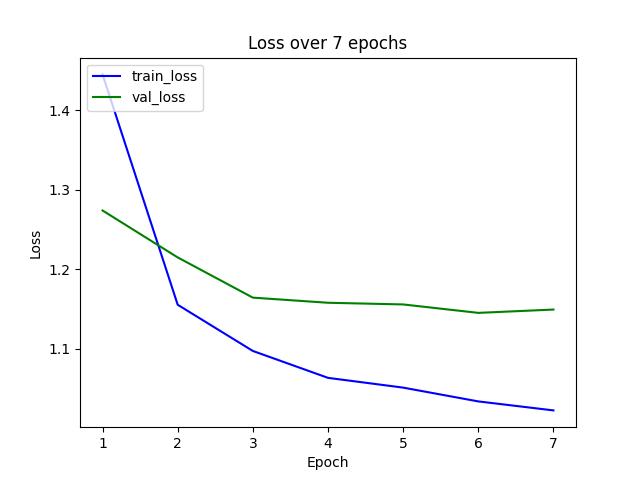 Loss over 7 epochs
train_loss
val_loss
1.4
1.3
1.2
1.1
Loss
1 2 3 4 5 6 7
Epoch